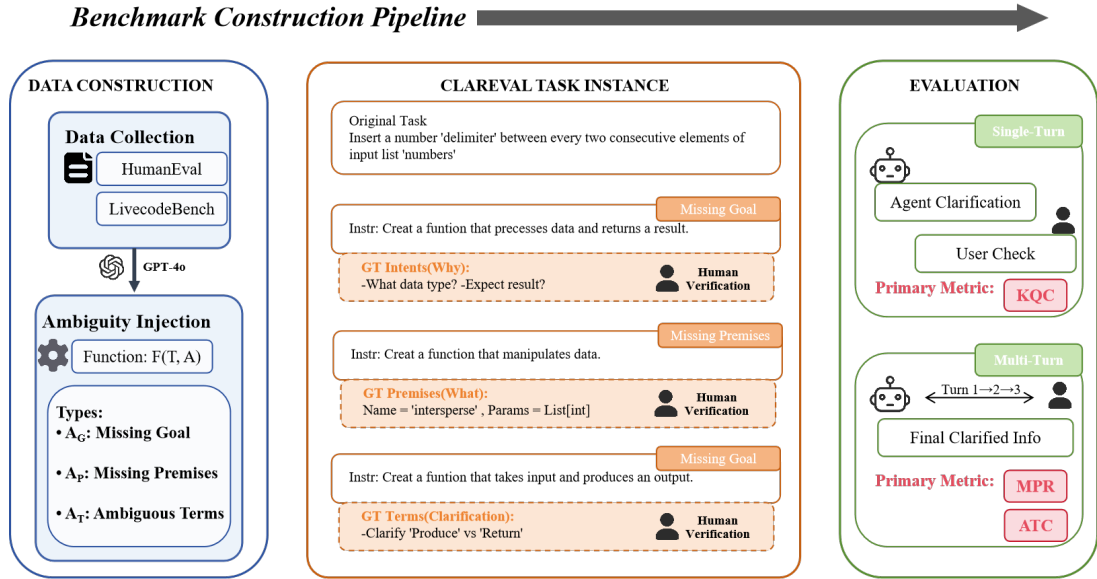 Benchmark Construction Pipeline
DATA CONSTRUCTION
Data Collection
HumanEval
LivecodeBench
GPT-4o
Ambiguity Injection
Function: F(T, A)
Types:
• AG: Missing Goal
• AP: Missing Premises
• AT: Ambiguous Terms
CLAREVAL TASK INSTANCE
Original Task
Insert a number 'delimiter' between every two consecutive elements of
input list 'numbers'
Missing Goal
Instr: Creat a funtion that precesses data and returns a result.
GT Intents(Why):
-What data type? -Expect result?
Human
Verification
Missing Premises
Instr: Creat a function that manipulates data.
GT Premises(What):
Name = 'intersperse' , Params = List[int]
Human
Verification
Missing Goal
Instr: Creat a funtion that takes input and produces an output.
GT Terms(Clarification):
-Clarify 'Produce' vs 'Return'
Human
Verification
EVALUATION
Single-Turn
Agent Clarification
User Check
Primary Metric: KQC
Multi-Turn
Turn 1→2→3
Final Clarified Info
Primary Metric: MPR
ATC